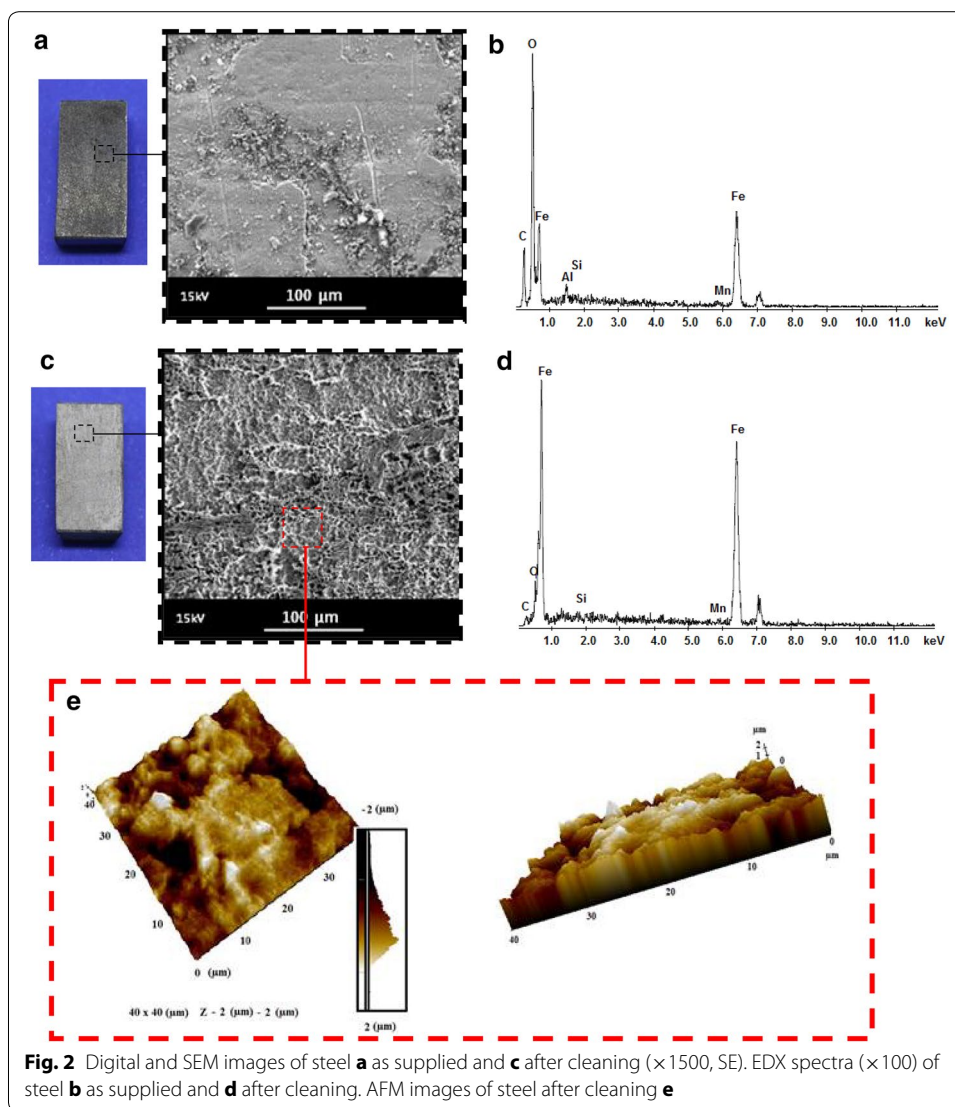 a
15kV
100 µm
b
O
Fe
C
Fe
Si
Al
Mn
1.0 2.0 3.0 4.0 5.0 6.0 7.0 8.0 9.0 10.0 11.0 keV
c
15kV
100 µm
d
Fe
Fe
O
C
Si
Mn
1.0 2.0 3.0 4.0 5.0 6.0 7.0 8.0 9.0 10.0 11.0 keV
e
40
30
20
10
0 (µm)
10
20
30
40 x 40 (µm) Z - 2 (µm) - 2 (µm)
- 2 (µm)
2 (µm)
µm
2
1
0
0
µm
10
20
30
40
Fig. 2 Digital and SEM images of steel a as supplied and c after cleaning (×1500, SE). EDX spectra (×100) of
steel b as supplied and d after cleaning. AFM images of steel after cleaning e